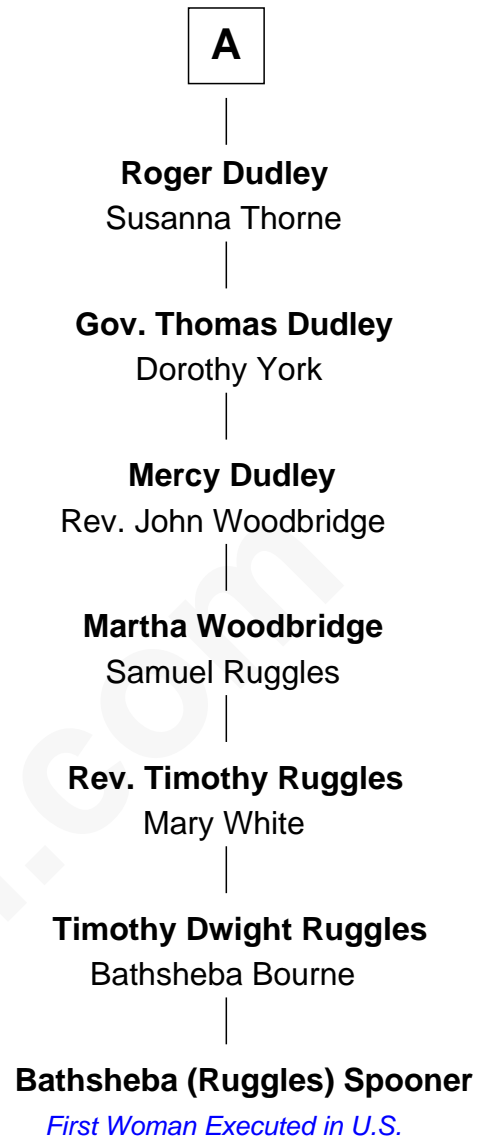 A
Roger Dudley
Susanna Thorne
Gov. Thomas Dudley
Dorothy York
Mercy Dudley
Rev. John Woodbridge
Martha Woodbridge
Samuel Ruggles
Rev. Timothy Ruggles
Mary White
Timothy Dwight Ruggles
Bathsheba Bourne
Bathsheba (Ruggles) Spooner
First Woman Executed in U.S.